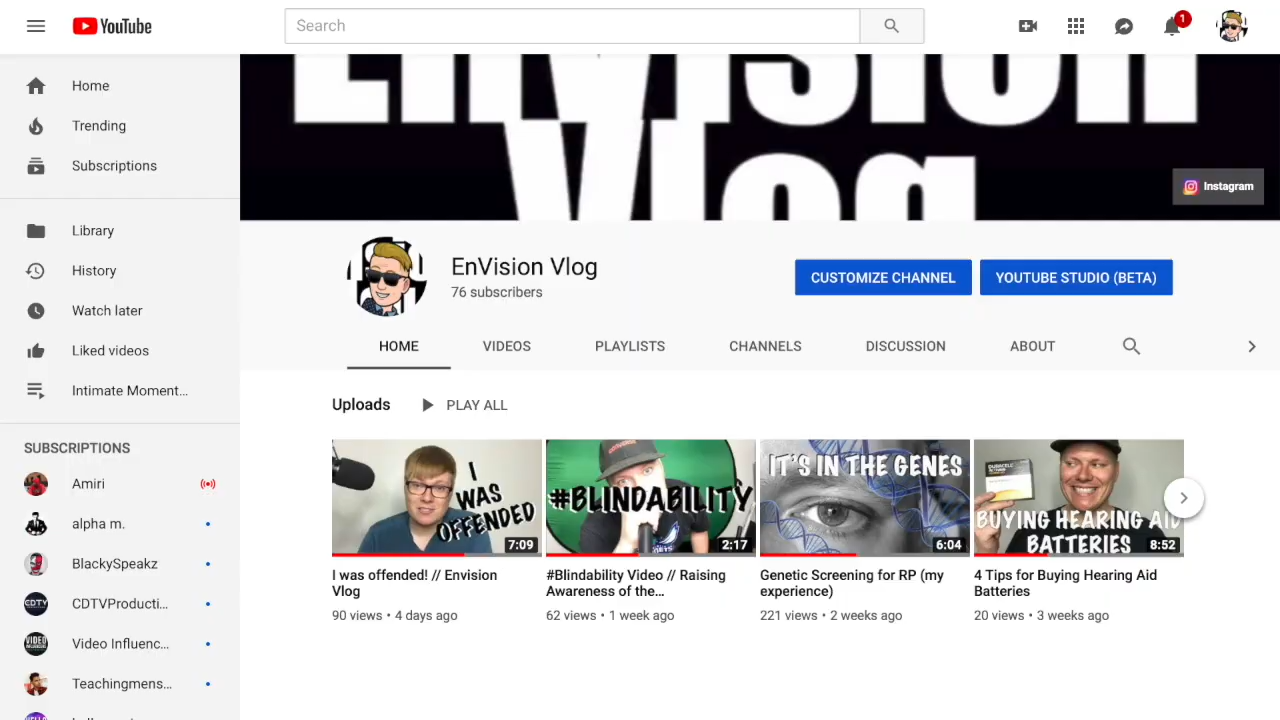 YouTube
Search
1
Home
Trending
Subscriptions
Library
History
Watch later
Liked videos
Intimate Moment...
SUBSCRIPTIONS
Amiri
alpha m.
BlackySpeakz
CDTVProducti...
Video Influenc...
Teachingmens...
EnVision
Vlog
Instagram
EnVision Vlog
76 subscribers
CUSTOMIZE CHANNEL
YOUTUBE STUDIO (BETA)
HOME VIDEOS PLAYLISTS CHANNELS DISCUSSION ABOUT
Uploads PLAY ALL
I
WAS
OFFENDED
7:09
I was offended! // Envision
Vlog
90 views • 4 days ago
#BLINDABILITY
2:17
#Blindability Video // Raising
Awareness of the...
62 views • 1 week ago
IT'S IN THE GENES
6:04
Genetic Screening for RP (my
experience)
221 views • 2 weeks ago
DURACELL
BUYING HEARING AID
BATTERIES
8:52
4 Tips for Buying Hearing Aid
Batteries
20 views • 3 weeks ago